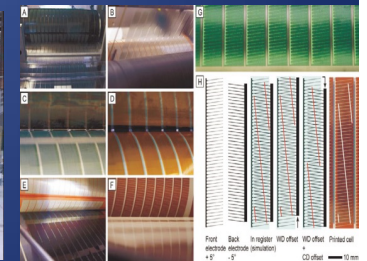 A
B
G
H
C
D
E
F
Front Back In register WD offset WD offset Printed cell
electrode electrode (simulation) +
+ 5° - 5° CD offset 10 mm